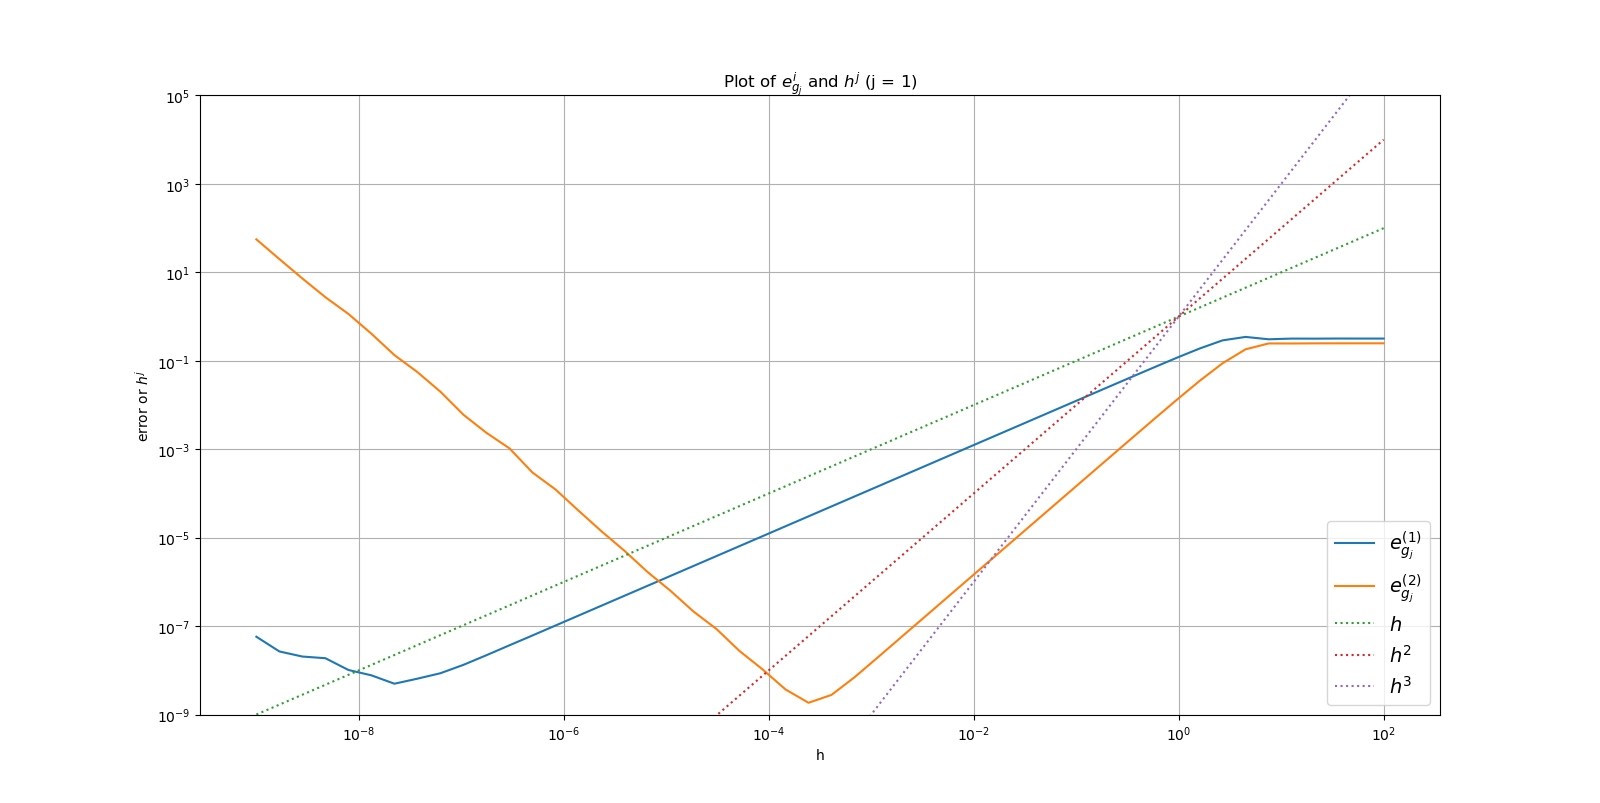 Plot of $e^{i}_{g_j}$ and $h^j$ (j = 1)
error or $h^j$
$10^5$
$10^3$
$10^1$
$10^{-1}$
$10^{-3}$
$10^{-5}$
$10^{-7}$
$10^{-9}$
$10^{-8}$
$10^{-6}$
$10^{-4}$
$10^{-2}$
$10^0$
$10^2$
h
$e^{(1)}_{g_j}$
$e^{(2)}_{g_j}$
$h$
$h^2$
$h^3$